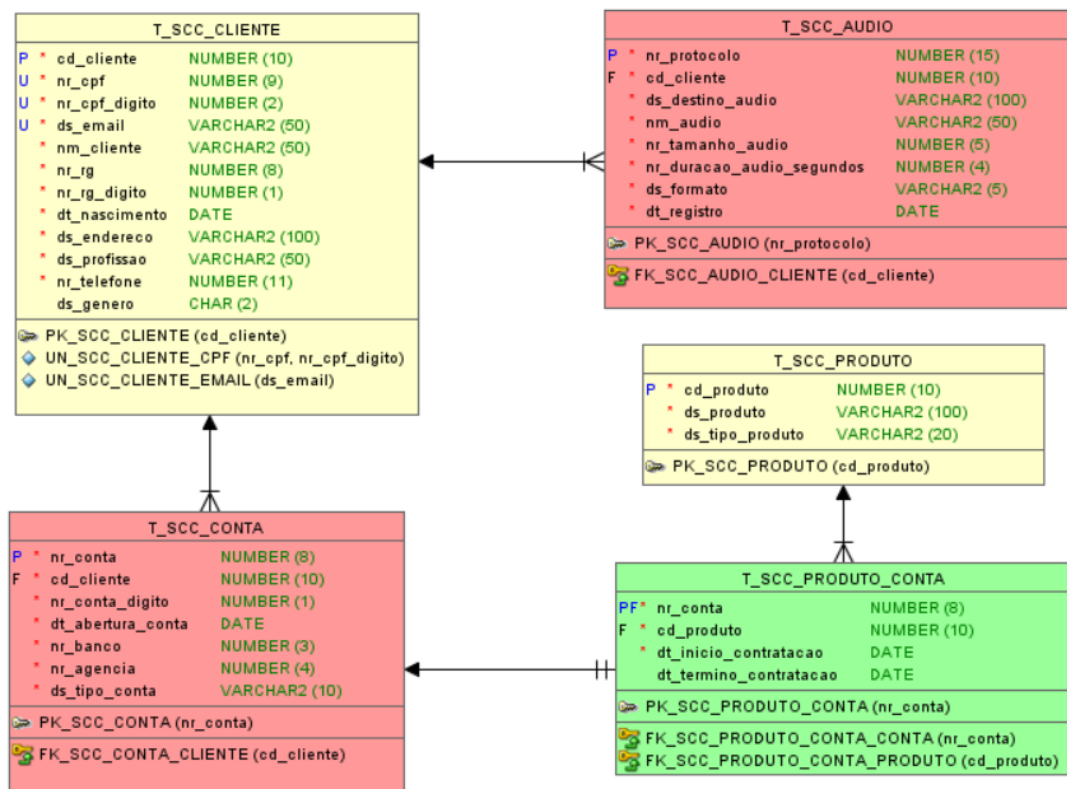 T_SCC_CLIENTE
P * cd_cliente NUMBER (10)
U * nr_cpf NUMBER (9)
U * nr_cpf_digito NUMBER (2)
U * ds_email VARCHAR2 (50)
* nm_cliente VARCHAR2 (50)
* nr_rg NUMBER (8)
* nr_rg_digito NUMBER (1)
* dt_nascimento DATE
* ds_endereco VARCHAR2 (100)
* ds_profissao VARCHAR2 (50)
* nr_telefone NUMBER (11)
ds_genero CHAR (2)
PK_SCC_CLIENTE (cd_cliente)
UN_SCC_CLIENTE_CPF (nr_cpf, nr_cpf_digito)
UN_SCC_CLIENTE_EMAIL (ds_email)
T_SCC_AUDIO
P * nr_protocolo NUMBER (15)
F * cd_cliente NUMBER (10)
* ds_destino_audio VARCHAR2 (100)
* nm_audio VARCHAR2 (50)
* nr_tamanho_audio NUMBER (5)
* nr_duracao_audio_segundos NUMBER (4)
* ds_formato VARCHAR2 (5)
* dt_registro DATE
PK_SCC_AUDIO (nr_protocolo)
FK_SCC_AUDIO_CLIENTE (cd_cliente)
T_SCC_PRODUTO
P * cd_produto NUMBER (10)
* ds_produto VARCHAR2 (100)
* ds_tipo_produto VARCHAR2 (20)
PK_SCC_PRODUTO (cd_produto)
T_SCC_CONTA
P * nr_conta NUMBER (8)
F * cd_cliente NUMBER (10)
* nr_conta_digito NUMBER (1)
* dt_abertura_conta DATE
* nr_banco NUMBER (3)
* nr_agencia NUMBER (4)
* ds_tipo_conta VARCHAR2 (10)
PK_SCC_CONTA (nr_conta)
FK_SCC_CONTA_CLIENTE (cd_cliente)
T_SCC_PRODUTO_CONTA
PF* nr_conta NUMBER (8)
F * cd_produto NUMBER (10)
* dt_inicio_contratacao DATE
dt_termino_contratacao DATE
PK_SCC_PRODUTO_CONTA (nr_conta)
FK_SCC_PRODUTO_CONTA_CONTA (nr_conta)
FK_SCC_PRODUTO_CONTA_PRODUTO (cd_produto)